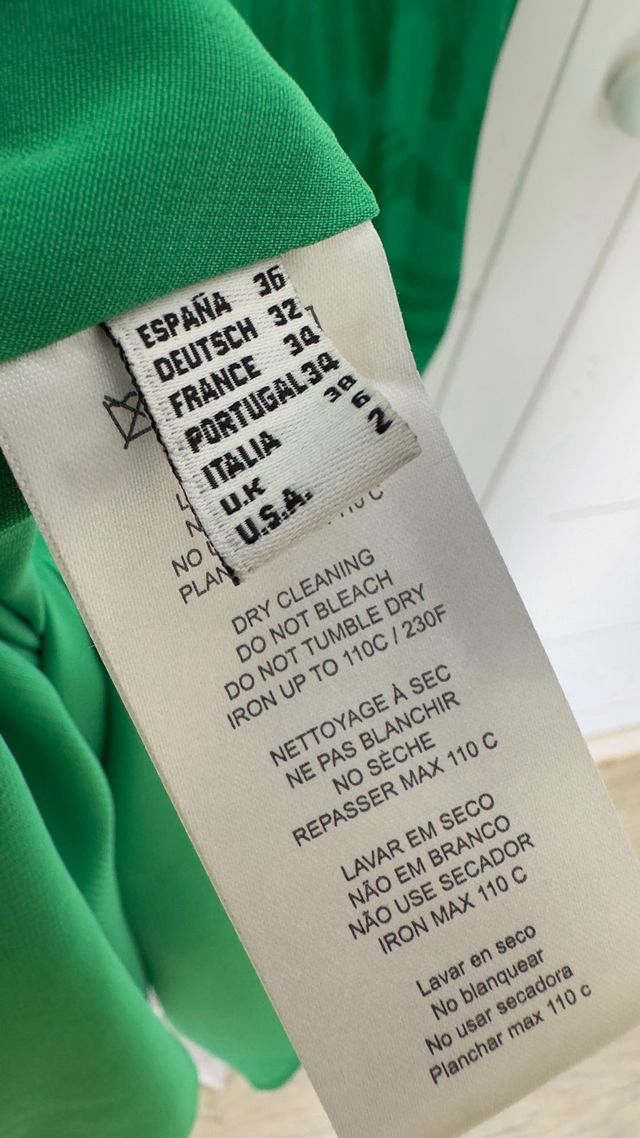 ESPAÑA 36
DEUTSCH 32
FRANCE 34
PORTUGAL 34
ITALIA 38
U.K 6
U.S.A. 2
110 C
NO
PLAN
DRY CLEANING
DO NOT BLEACH
DO NOT TUMBLE DRY
IRON UP TO 110C / 230F
NETTOYAGE À SEC
NE PAS BLANCHIR
NO SÈCHE
REPASSER MAX 110 C
LAVAR EM SECO
NÃO EM BRANCO
NÃO USE SECADOR
IRON MAX 110 C
Lavar en seco
No blanquear
No usar secadora
Planchar max 110 c